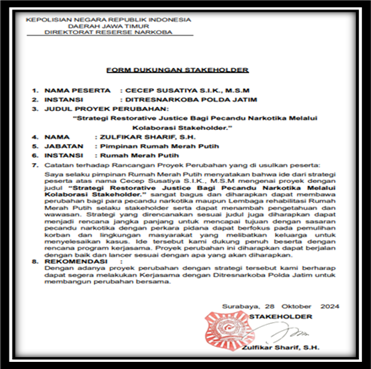 KEPOLISIAN NEGARA REPUBLIK INDONESIA
DAERAH JAWA TIMUR
DIREKTORAT RESERSE NARKOBA
FORM DUKUNGAN STAKEHOLDER
1. NAMA PESERTA : CECEP SUSATIYA S.I.K., M.S.M
2. INSTANSI : DITRESNARKOBA POLDA JATIM
3. JUDUL PROYEK PERUBAHAN:
"Strategi Restorative Justice Bagi Pecandu Narkotika Melalui
Kolaborasi Stakeholder."
4. NAMA : ZULFIKAR SHARIF, S.H.
5. JABATAN : Pimpinan Rumah Merah Putih
6. INSTANSI : Rumah Merah Putih
7. Catatan terhadap Rancangan Proyek Perubahan yang di usulkan peserta:
Saya selaku pimpinan Rumah Merah Putih menyatakan bahwa ide dari strategi
peserta atas nama Cecep Susatiya S.I.K., M.S.M mengenai proyek dengan
judul "Strategi Restorative Justice Bagi Pecandu Narkotika Melalui
Kolaborasi Stakeholder." sangat bagus dan diharapkan dapat membawa
perubahan bagi para pecandu narkotika maupun Lembaga rehabilitasi Rumah
Merah Putih selaku stakeholder serta dapat menambah pengetahuan dan
wawasan. Strategi yang direncanakan sesuai judul juga diharapkan dapat
menjadi rencana jangka panjang untuk mencapai tujuan dengan sasaran
pecandu narkotika dengan perkara pidana dapat berfokus pada pemulihan
korban dan lingkungan masyarakat yang melibatkan keluarga untuk
menyelesaikan kasus. Ide tersebut kami dukung penuh beserta dengan
rencana program kerjasama. Proyek perubahan ini diharapkan dapat berjalan
dengan baik dan lancer sesuai dengan apa yang akan diharapkan.
8. REKOMENDASI :
Dengan adanya proyek perubahan dengan strategi tersebut kami berharap
dapat segera melakukan Kerjasama dengan Ditresnarkoba Polda Jatim untuk
membangun perubahan bersama.
Surabaya, 28 Oktober 2024
STAKEHOLDER
Zulfikar Sharif, S.H.